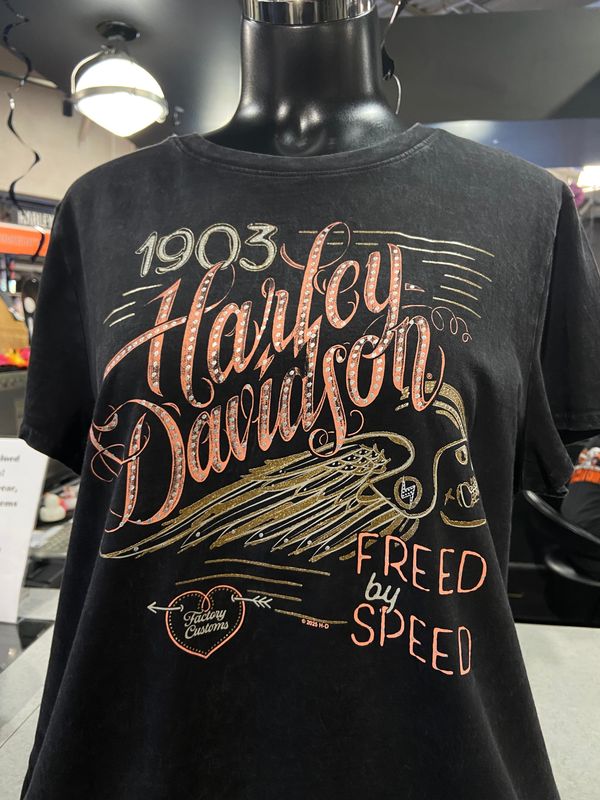 1903
Harley-
Davidson®
FREED
by
SPEED
Factory
Customs
© 2025 H-D